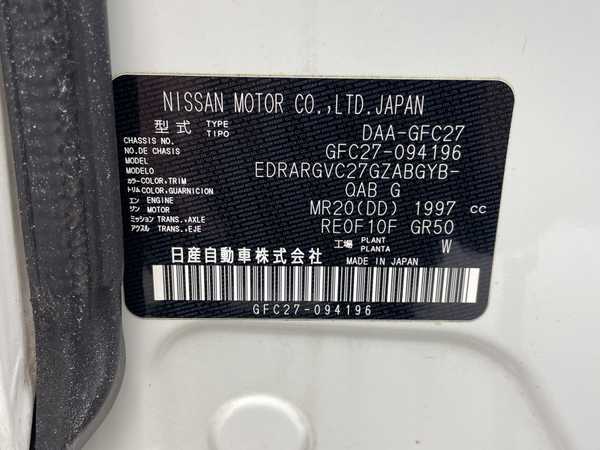 NISSAN MOTOR CO.,LTD.JAPAN
型式 TYPE TIPO DAA-GFC27
CHASSIS NO.
NO.DE CHASSIS GFC27-094196
MODEL
MODELO EDRARGVC27GZABGYB-
カラー COLOR,TRIM
トリム COLOR,GUARNICION QAB G
エン ENGINE
ジン MOTOR MR20(DD) 1997 cc
ミッション TRANS.,AXLE
アクスル TRANS.,EJE RE0F10F GR50
工場 PLANT PLANTA W
日産自動車株式会社 MADE IN JAPAN
GFC27-094196